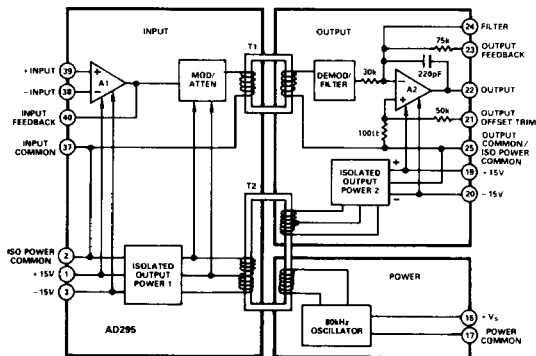 INPUT
OUTPUT
T1
T2
39
+INPUT
38
-INPUT
INPUT
FEEDBACK
40
INPUT
COMMON
37
A1
MOD/
ATTEN
DEMOD/
FILTER
30k
220pF
75k
A2
50k
100Ω
24
FILTER
23
OUTPUT
FEEDBACK
22
OUTPUT
21
OUTPUT
OFFSET TRIM
25
OUTPUT
COMMON/
ISO POWER
COMMON
19
+15V
20
-15V
ISOLATED
OUTPUT
POWER 2
+
-
ISO POWER
COMMON
2
+15V
1
-15V
3
ISOLATED
OUTPUT
POWER 1
AD295
POWER
80kHz
OSCILLATOR
16
+VS
17
POWER
COMMON